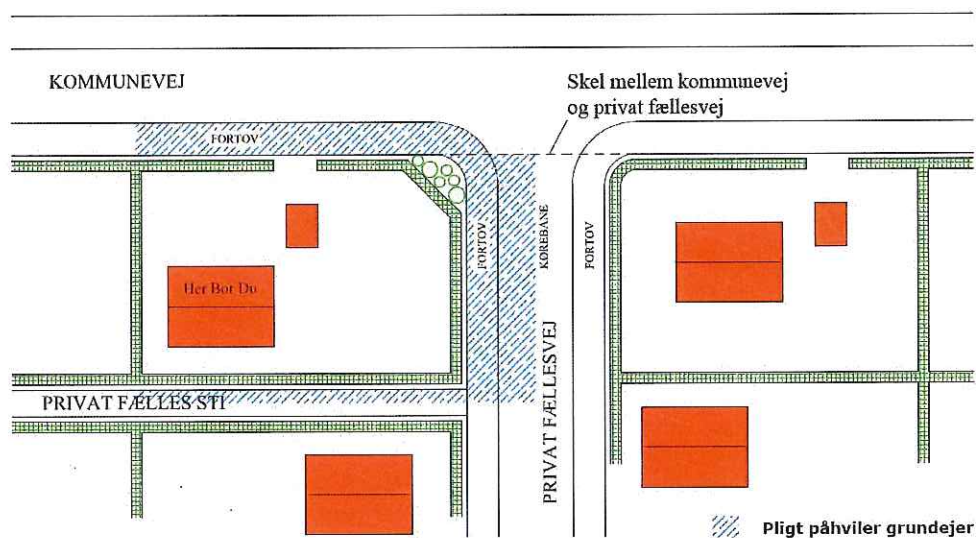 KOMMUNEVEJ
Skel mellem kommunevej
og privat fællesvej
FORTOV
FORTOV
KØREBANE
FORTOV
Her Bor Du
PRIVAT FÆLLESVEJ
PRIVAT FÆLLES STI
Pligt påhviler grundejer